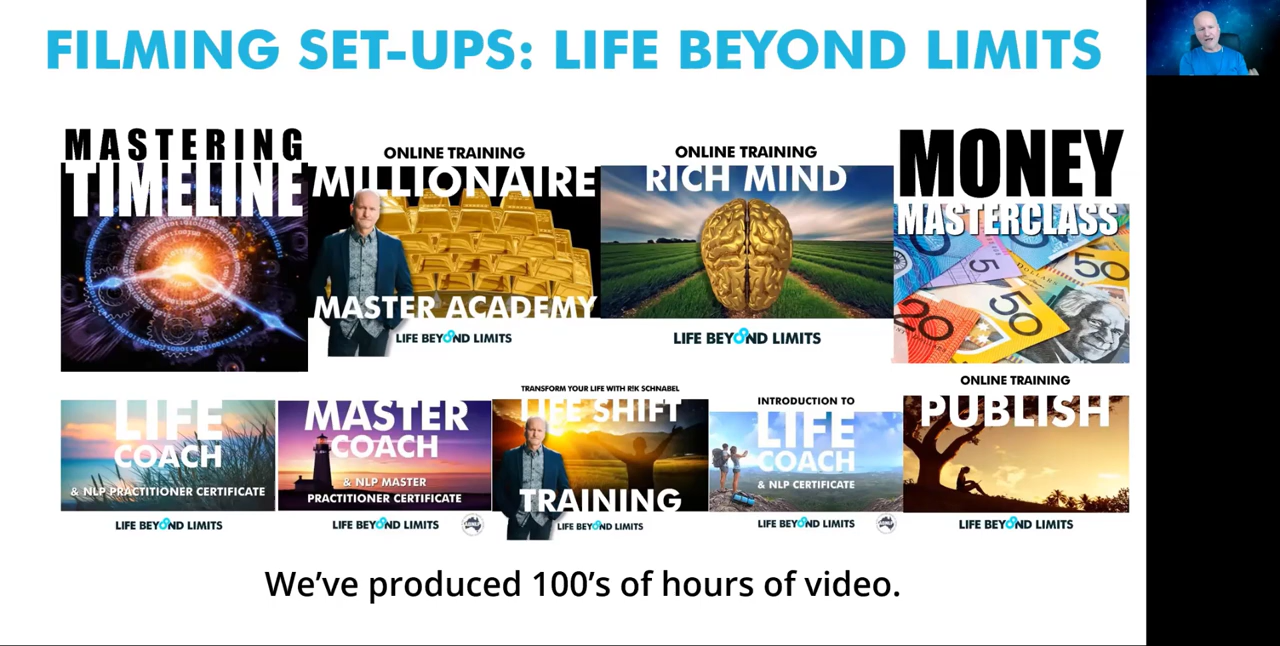 FILMING SET-UPS: LIFE BEYOND LIMITS
MASTERING
TIMELINE
ONLINE TRAINING
MILLIONAIRE
MASTER ACADEMY
LIFE BEYOND LIMITS
ONLINE TRAINING
RICH MIND
LIFE BEYOND LIMITS
MONEY
MASTERCLASS
5
50
20
50
LIFE
COACH
& NLP PRACTITIONER CERTIFICATE
LIFE BEYOND LIMITS
MASTER
COACH
& NLP MASTER
PRACTITIONER CERTIFICATE
LIFE BEYOND LIMITS
TRANSFORM YOUR LIFE WITH R!K SCHNABEL
LIFE SHIFT
TRAINING
LIFE BEYOND LIMITS
INTRODUCTION TO
LIFE
COACH
& NLP CERTIFICATE
LIFE BEYOND LIMITS
ONLINE TRAINING
PUBLISH
LIFE BEYOND LIMITS
We've produced 100's of hours of video.